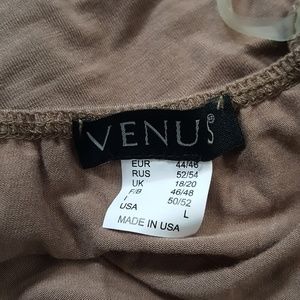 VENUS®
EUR 44/46
RUS 52/54
UK 18/20
F/B 46/48
I 50/52
USA L
MADE IN USA